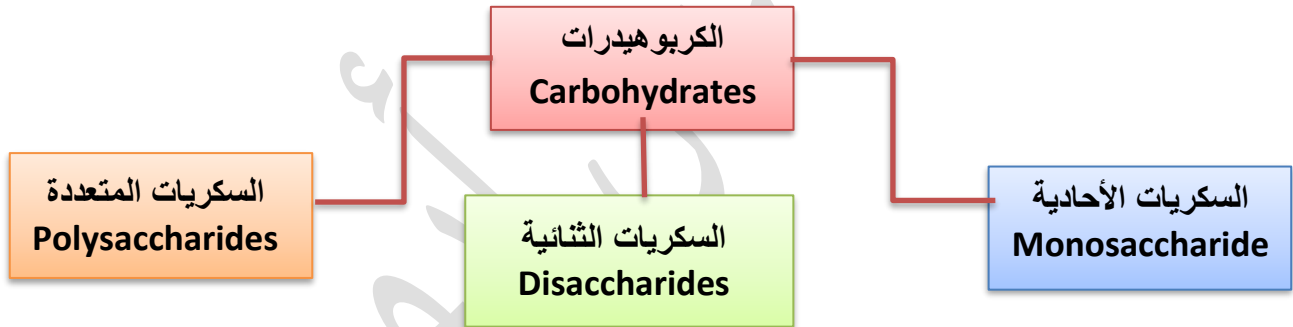 الكربوهيدرات
Carbohydrates
السكريات الأحادية
Monosaccharide
السكريات الثنائية
Disaccharides
السكريات المتعددة
Polysaccharides